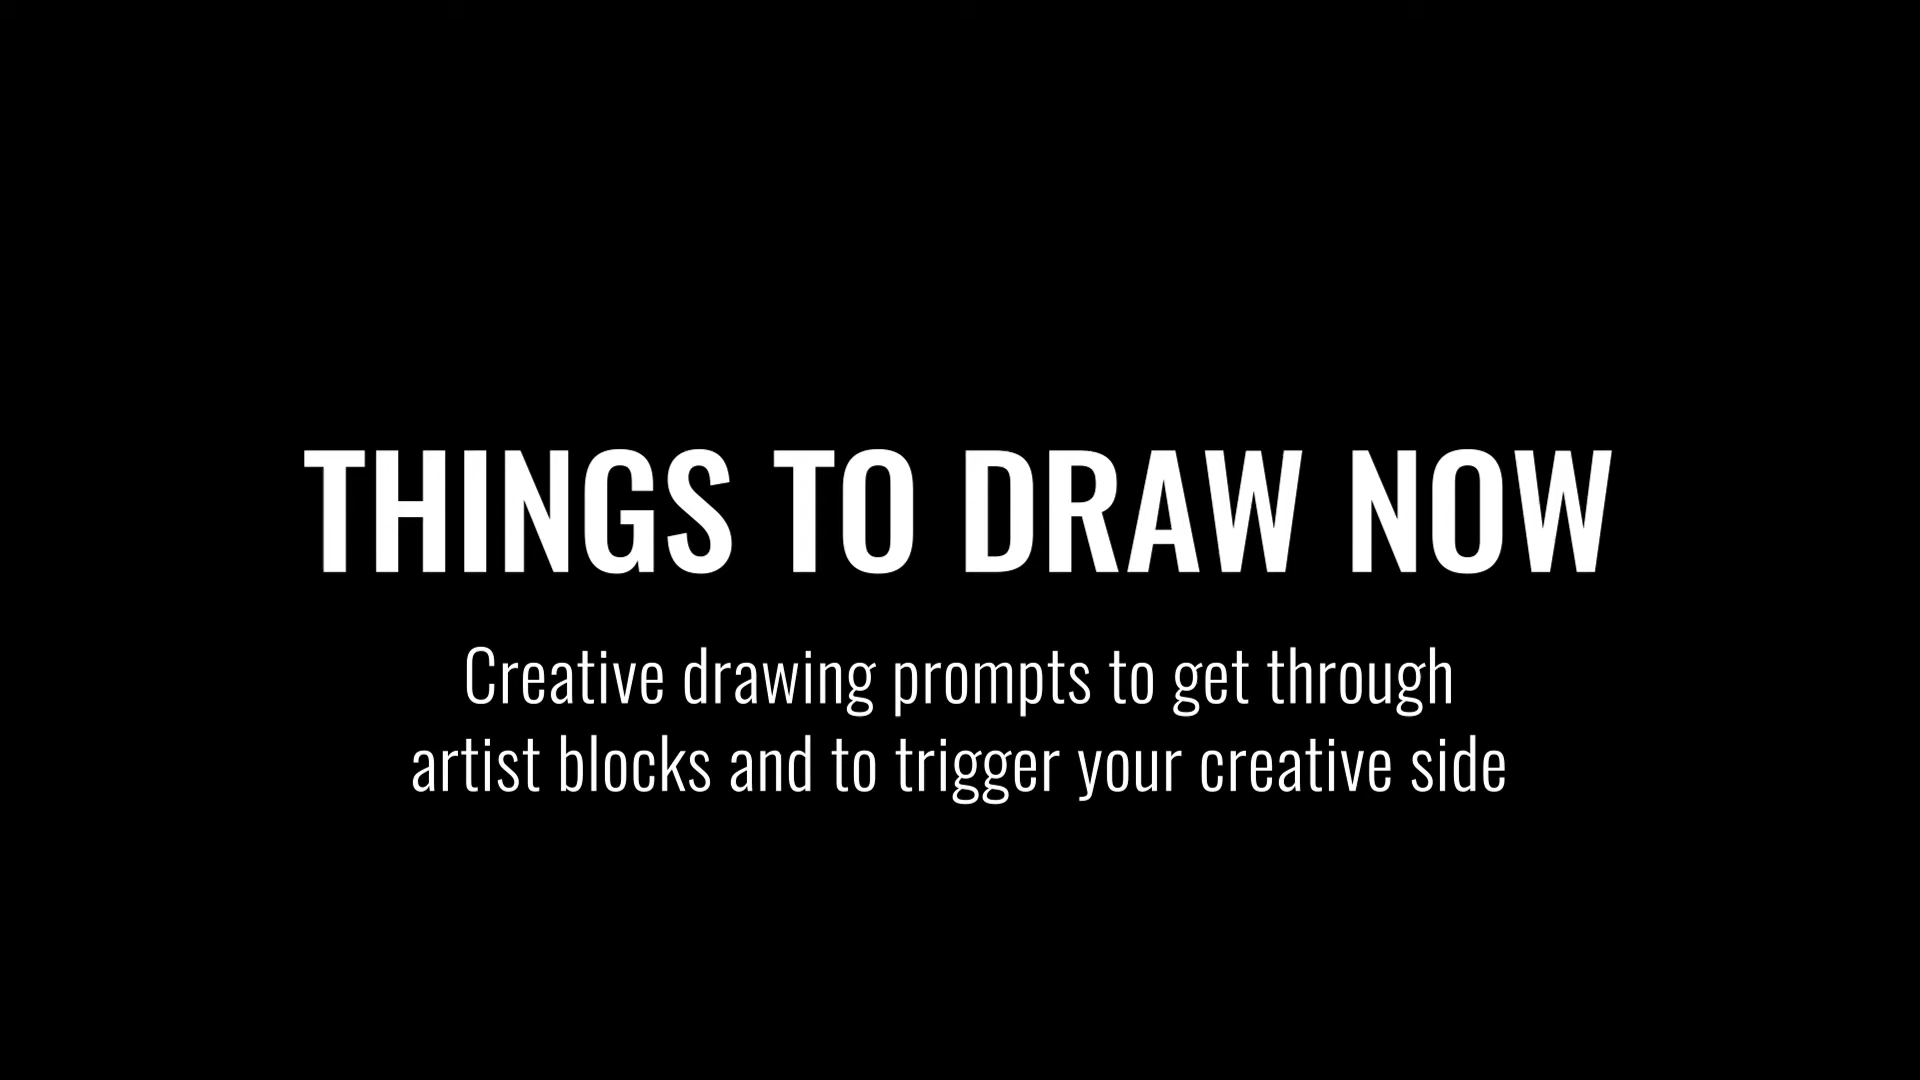 THINGS TO DRAW NOW
Creative drawing prompts to get through
artist blocks and to trigger your creative side